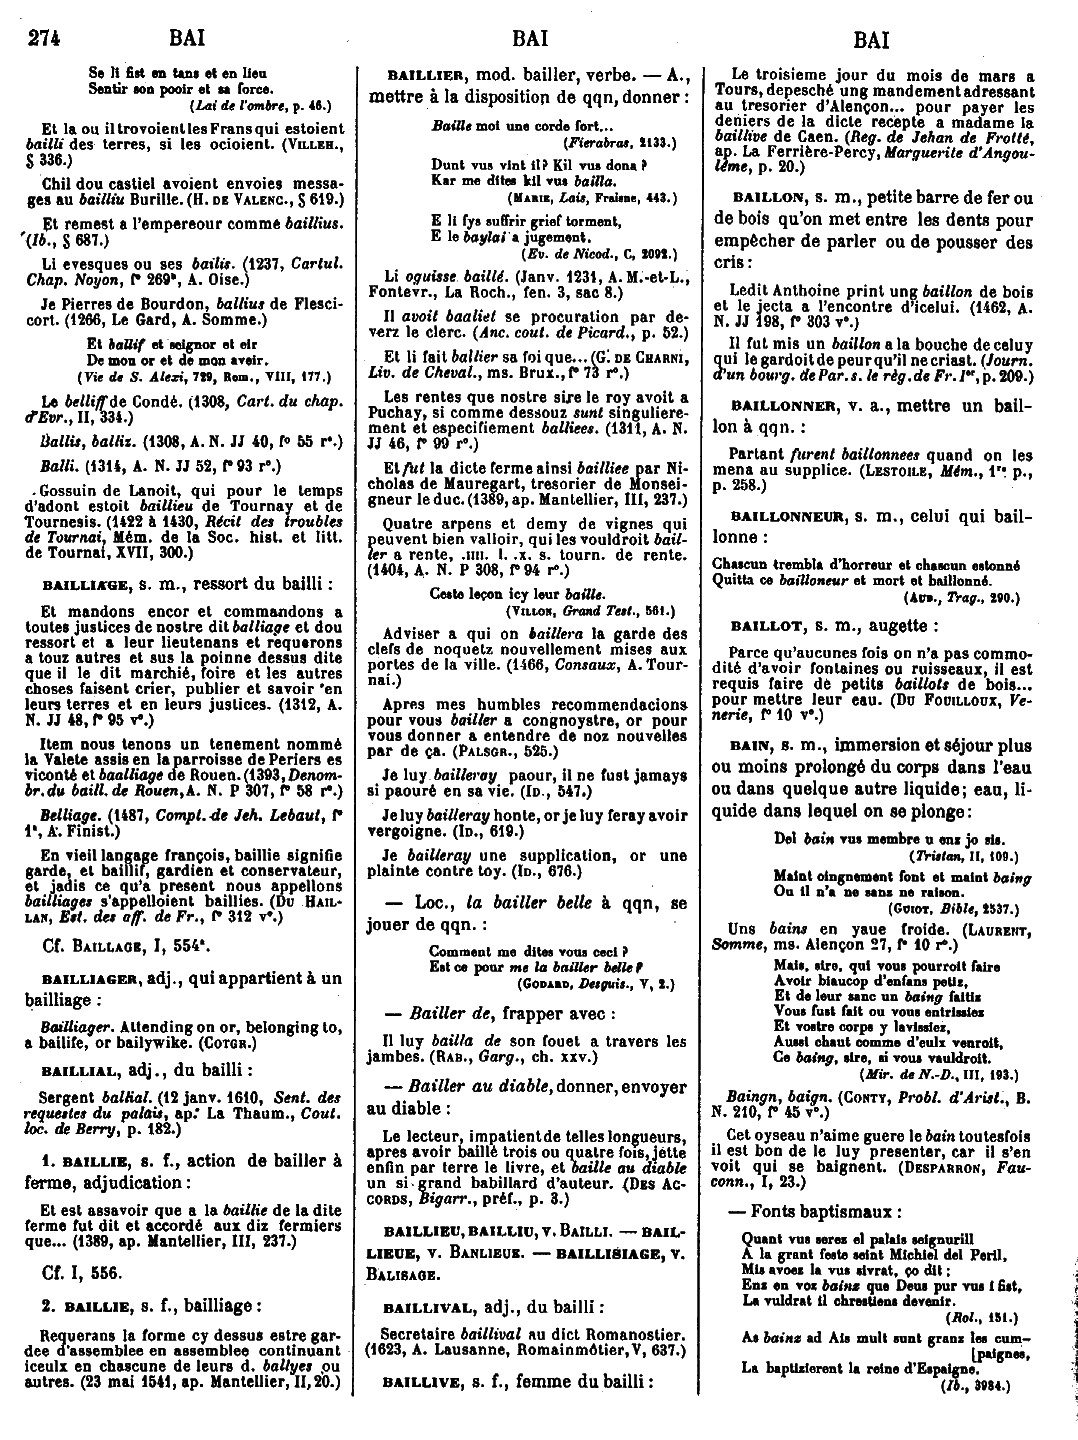 274 BAI BAI BAI
Se li fist en tans et en lieu
Sentir son pooir et sa force.
(Lai de l'ombre, p. 46.)
Et la ou il trovoient les Frans qui estoient
bailli des terres, si les ocioient. (VILLEH.,
§ 336.)
Chil dou castiel avoient envoies messa-
ges au bailliu Burille. (H. DE VALENC., § 619.)
Et remest a l'empereour comme baillius.
(Ib., § 687.)
Li evesques ou ses bailis. (1237, Cartul.
Chap. Noyon, f° 269ª, A. Oise.)
Je Pierres de Bourdon, ballius de Flesci-
cort. (1266, Le Gard, A. Somme.)
Et ballif et seignor et eir
De mon or et de mon aveir.
(Vie de S. Alexi, 729, Rom., VIII, 177.)
Le belliff de Condé. (1308, Cart. du chap.
d'Evr., II, 334.)
Ballis, balliz. (1308, A. N. JJ 40, f° 55 r°.)
Balli. (1314, A. N. JJ 52, f° 93 r°.)
Gossuin de Lanoit, qui pour le temps
d'adont estoit baillieu de Tournay et de
Tournesis. (1422 à 1430, Récit des troubles
de Tournai, Mém. de la Soc. hist. et litt.
de Tournai, XVII, 300.)
BAILLIAGE, s. m., ressort du bailli :
Et mandons encor et commandons a
toutes justices de nostre dit balliage et dou
ressort et a leur lieutenans et requerons
a touz autres et sus la poinne dessus dite
que il le dit marchié, foire et les autres
choses faisent crier, publier et savoir en
leurs terres et en leurs justices. (1312, A.
N. JJ 48, f° 95 v°.)
Item nous tenons un tenement nommé
la Valete assis en la parroisse de Periers es
viconté et baalliage de Rouen. (1393, Denom-
br. du baill. de Rouen, A. N. P 307, f° 58 r°.)
Belliage. (1487, Compt. de Jeh. Lebaut, f°
1ª, A. Finist.)
En vieil langage françois, baillie signifie
garde, et baillif, gardien et conservateur,
et jadis ce qu'a present nous appellons
bailliages s'appelloient baillies. (DU HAIL-
LAN, Est. des aff. de Fr., f° 312 v°.)
Cf. BAILLAGE, I, 554ª.
BAILLIAGER, adj., qui appartient à un
bailliage :
Bailliager. Attending on or, belonging to,
a bailife, or bailywike. (COTGR.)
BAILLIAL, adj., du bailli :
Sergent balkal. (12 janv. 1610, Sent. des
requestes du palais, ap. La Thaum., Cout.
loc. de Berry, p. 182.)
1. BAILLIE, s. f., action de bailler à
ferme, adjudication :
Et est assavoir que a la baillie de la dite
ferme fut dit et accordé aux diz fermiers
que... (1389, ap. Mantellier, III, 237.)
Cf. I, 556.
2. BAILLIE, s. f., bailliage :
Requerans la forme cy dessus estre gar-
dee d'assemblee en assemblee continuant
iceulx en chascune de leurs d. ballyes ou
autres. (23 mai 1541, ap. Mantellier, II, 20.)
BAILLIER, mod. bailler, verbe. — A.,
mettre à la disposition de qqn, donner :
Baille moi une corde fort...
(Fierabras, 2133.)
Dunt vus vint il? Kil vus dona ?
Kar me dites kil vus bailla.
(MARIE, Lais, Fraisne, 443.)
E li fys suffrir grief torment,
E le baylai a jugement.
(Ev. de Nicod., C, 2092.)
Li oguisse baillé. (Janv. 1231, A. M.-et-L.,
Fontevr., La Roch., fen. 3, sac 8.)
Il avoit baaliet se procuration par de-
verz le clerc. (Anc. cout. de Picard., p. 52.)
Et li fait ballier sa foi que... (G. DE CHARNI,
Liv. de Cheval., ms. Brux., f° 73 r°.)
Les rentes que nostre sire le roy avoit a
Puchay, si comme dessouz sunt singuliere-
ment et especifiement balliees. (1311, A. N.
JJ 46, f° 99 r°.)
Et fut la dicte ferme ainsi bailliee par Ni-
cholas de Mauregart, tresorier de Monsei-
gneur le duc. (1389, ap. Mantellier, III, 237.)
Quatre arpens et demy de vignes qui
peuvent bien valloir, qui les vouldroit bail-
ler a rente, .IIII. l. .X. s. tourn. de rente.
(1404, A. N. P 308, f° 94 r°.)
Ceste leçon icy leur baille.
(VILLON, Grand Test., 561.)
Adviser a qui on baillera la garde des
clefs de noquetz nouvellement mises aux
portes de la ville. (1466, Consaux, A. Tour-
nai.)
Apres mes humbles recommendacions
pour vous bailler a congnoystre, or pour
vous donner a entendre de noz nouvelles
par de ça. (PALSGR., 525.)
Je luy bailleray paour, il ne fust jamays
si paouré en sa vie. (ID., 547.)
Je luy bailleray honte, or je luy feray avoir
vergoigne. (ID., 619.)
Je bailleray une supplication, or une
plainte contre toy. (ID., 676.)
— Loc., la bailler belle à qqn, se
jouer de qqn. :
Comment me dites vous ceci ?
Est ce pour me la bailler belle ?
(GODARD, Desguis., V, 2.)
— Bailler de, frapper avec :
Il luy bailla de son fouet a travers les
jambes. (RAB., Garg., ch. XXV.)
— Bailler au diable, donner, envoyer
au diable :
Le lecteur, impatient de telles longueurs,
apres avoir baillé trois ou quatre fois, jette
enfin par terre le livre, et baille au diable
un si grand babillard d'auteur. (DES AC-
CORDS, Bigarr., préf., p. 3.)
BAILLIEU, BAILLIU, v. BAILLI. — BAIL-
LIEUE, v. BANLIEUE. — BAILLISIAGE, v.
BALISAGE.
BAILLIVAL, adj., du bailli :
Secretaire baillival au dict Romanostier.
(1623, A. Lausanne, Romainmôtier, V, 637.)
BAILLIVE, s. f., femme du bailli :
Le troisieme jour du mois de mars a
Tours, depesché ung mandement adressant
au tresorier d'Alençon... pour payer les
deniers de la dicte recepte a madame la
baillive de Caen. (Reg. de Jehan de Frotté,
ap. La Ferrière-Percy, Marguerite d'Angou-
lême, p. 20.)
BAILLON, s. m., petite barre de fer ou
de bois qu'on met entre les dents pour
empêcher de parler ou de pousser des
cris :
Ledit Anthoine print ung baillon de bois
et le jecta a l'encontre d'icelui. (1462, A.
N. JJ 198, f° 303 v°.)
Il fut mis un baillon a la bouche de celuy
qui le gardoit de peur qu'il ne criast. (Journ.
d'un bourg. de Par. s. le règ. de Fr. Ier, p. 209.)
BAILLONNER, v. a., mettre un bail-
lon à qqn. :
Partant furent baillonnees quand on les
mena au supplice. (LESTOILE, Mém., 1re p.,
p. 258.)
BAILLONNEUR, s. m., celui qui bail-
lonne :
Chascun trembla d'horreur et chascun estonné
Quitta ce bailloneur et mort et baillonné.
(AUB., Trag., 290.)
BAILLOT, s. m., augette :
Parce qu'aucunes fois on n'a pas commo-
dité d'avoir fontaines ou ruisseaux, il est
requis faire de petits baillots de bois...
pour mettre leur eau. (DU FOUILLOUX, Ve-
nerie, f° 10 v°.)
BAIN, s. m., immersion et séjour plus
ou moins prolongé du corps dans l'eau
ou dans quelque autre liquide; eau, li-
quide dans lequel on se plonge :
Del bain vus membre u enz jo sis.
(Tristan, II, 109.)
Maint oingnement font et maint baing
Ou il n'a ne sans ne raison.
(GUIOT, Bible, 2537.)
Uns bains en yaue froide. (LAURENT,
Somme, ms. Alençon 27, f° 10 r°.)
Mais, sire, qui vous pourroit faire
Avoir biaucop d'enfans petiz,
Et de leur sanc un baing faitiz
Vous fust fait ou vous entrissiez
Et vostre corps y lavissiez,
Aussi chaut comme d'eulx venroit,
Ce baing, sire, si vous vauldroit.
(Mir. de N.-D., III, 193.)
Baingn, baign. (CONTY, Probl. d'Arist., B.
N. 210, f° 45 v°.)
Cet oyseau n'aime guere le bain toutesfois
il est bon de le luy presenter, car il s'en
voit qui se baignent. (DESPARRON, Fau-
conn., I, 23.)
— Fonts baptismaux :
Quant vus serez el palais seignurill
A la grant feste seint Michiel del Peril,
Mis avoez la vus sivrat, ço dit ;
Enz en voz bainz que Deus pur vus i fist,
La vuldrat il chrestiens devenir.
(Rol., 151.)
As bainz ad Ais mult sunt granz les cum-
[paignes,
La baptizierent la reine d'Espaigne.
(Ib., 3984.)